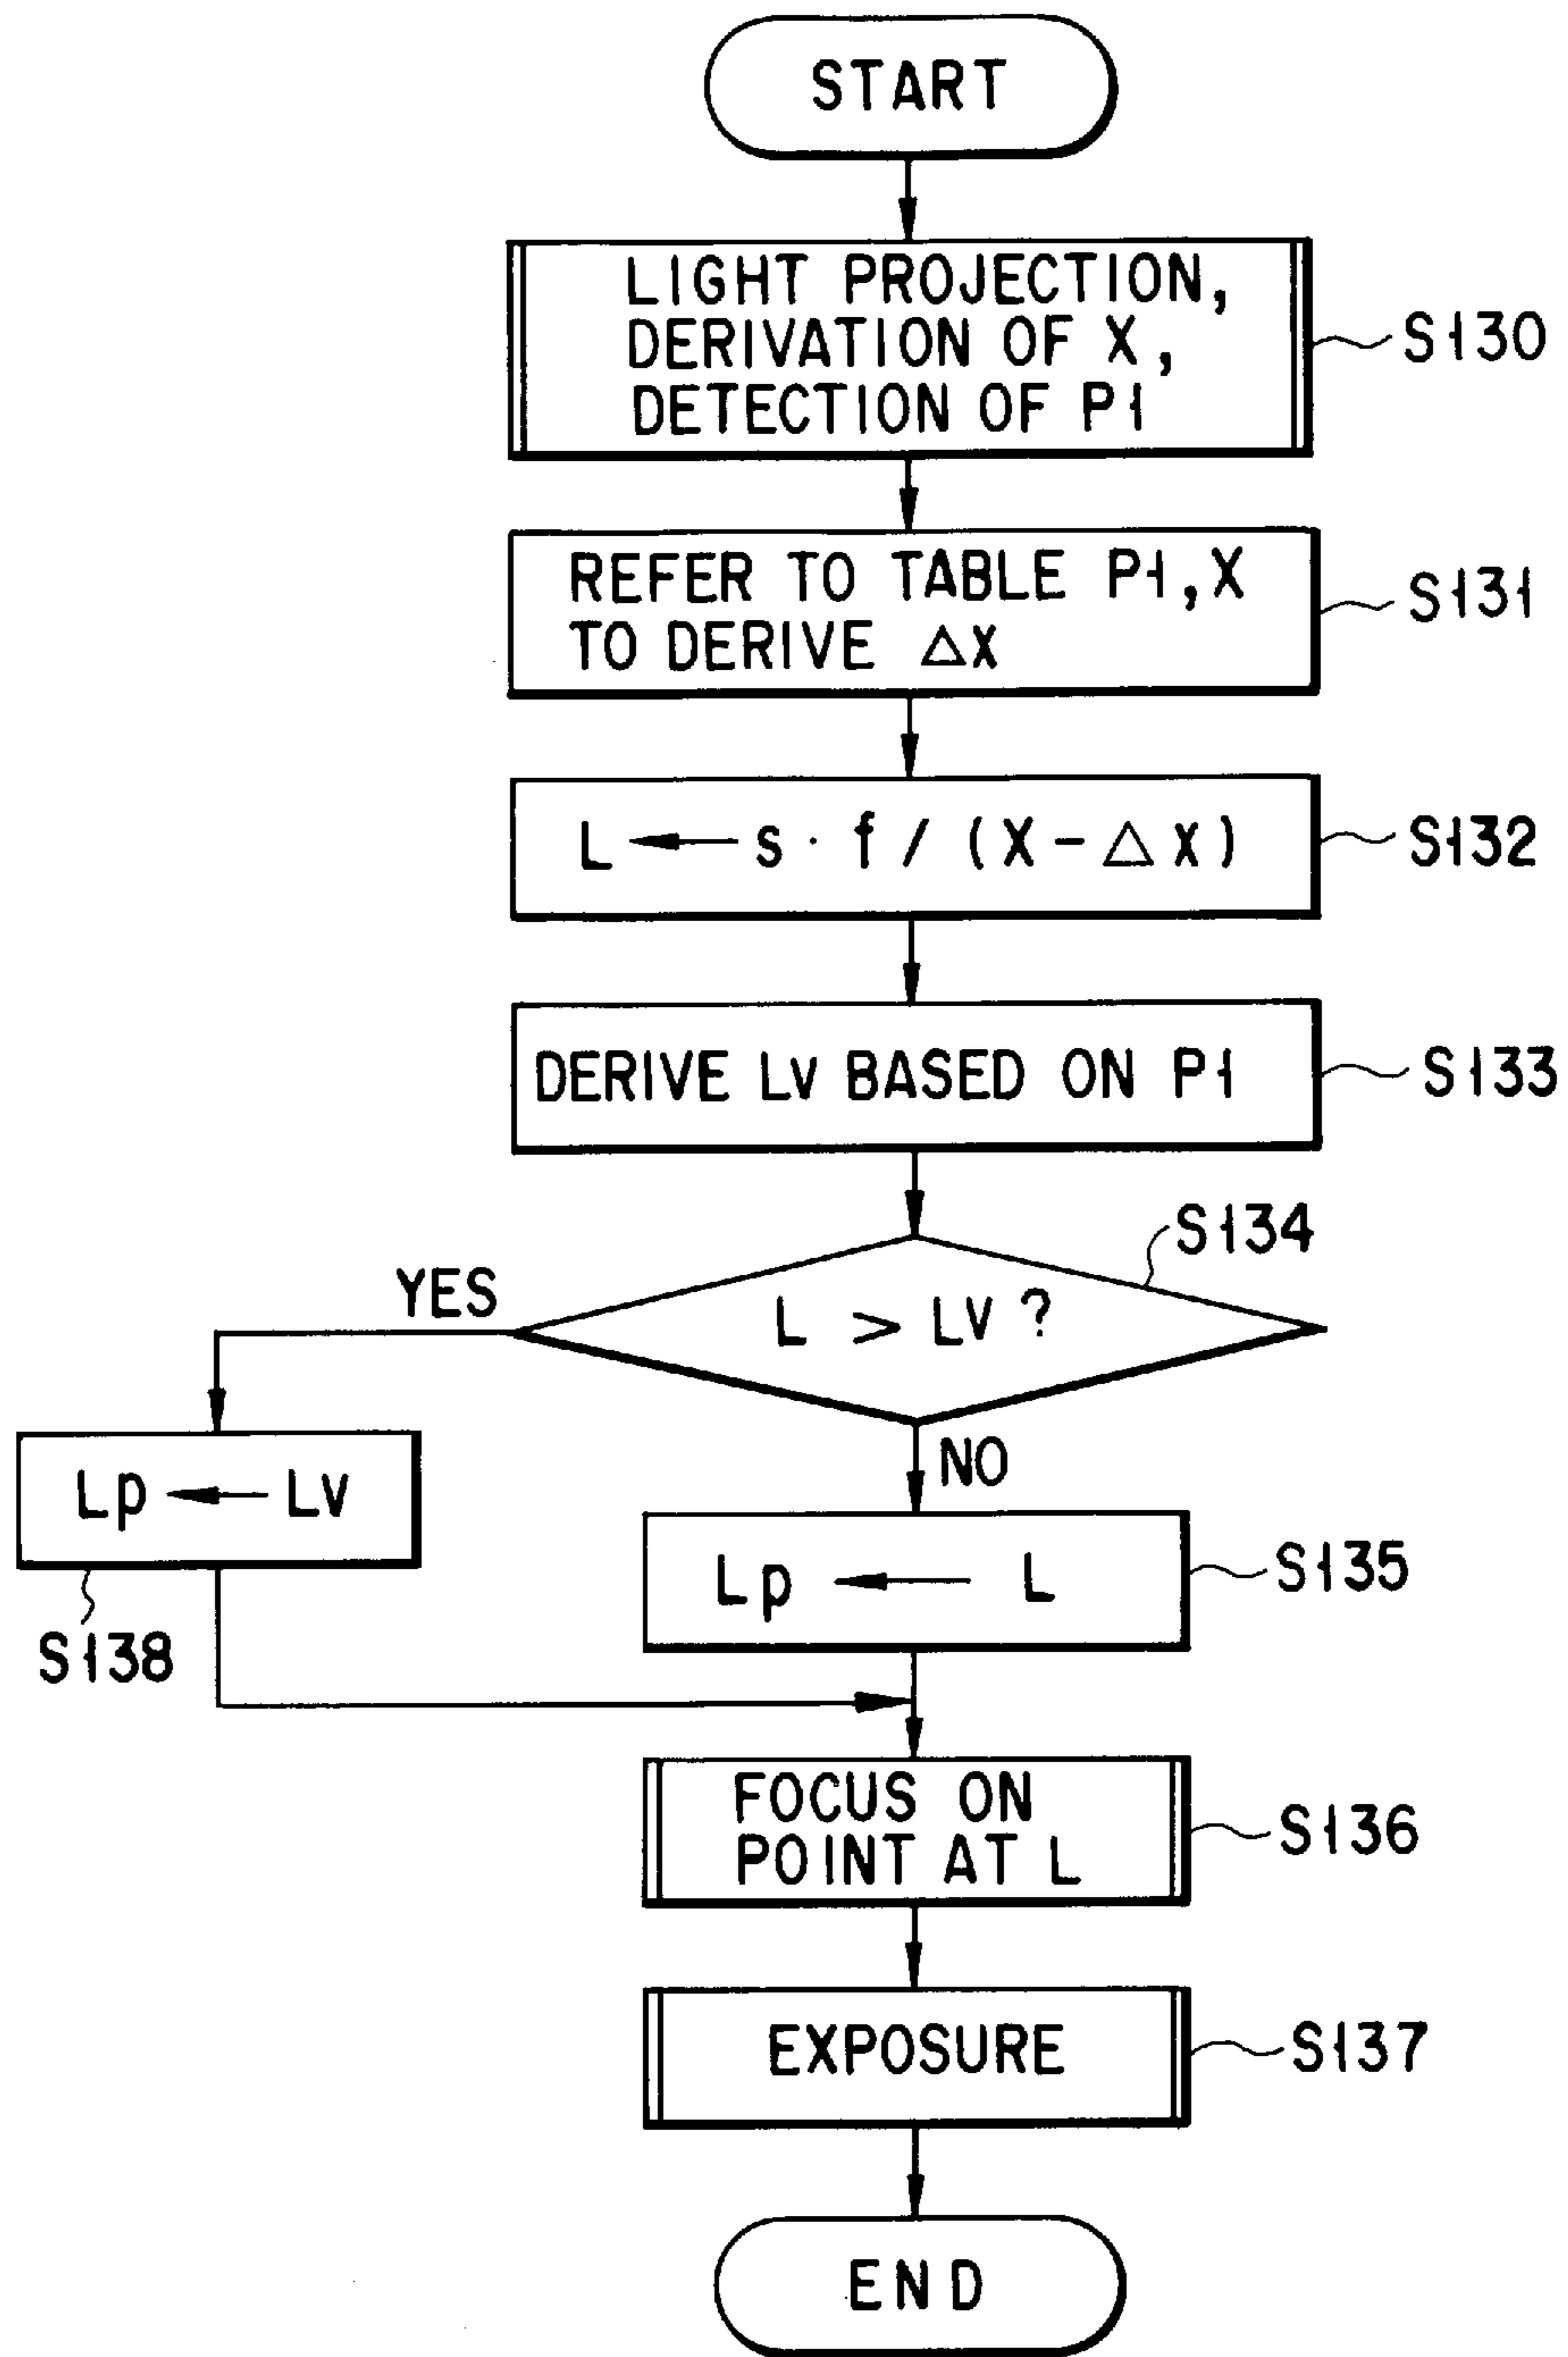 START
LIGHT PROJECTION,
DERIVATION OF X,
DETECTION OF P1
S130
REFER TO TABLE P1,X
TO DERIVE △X
S131
L ← s · f / (X - △x)
S132
DERIVE LV BASED ON P1
S133
S134
YES
L > LV ?
NO
Lp ← LV
S138
Lp ← L
S135
FOCUS ON
POINT AT L
S136
EXPOSURE
S137
END